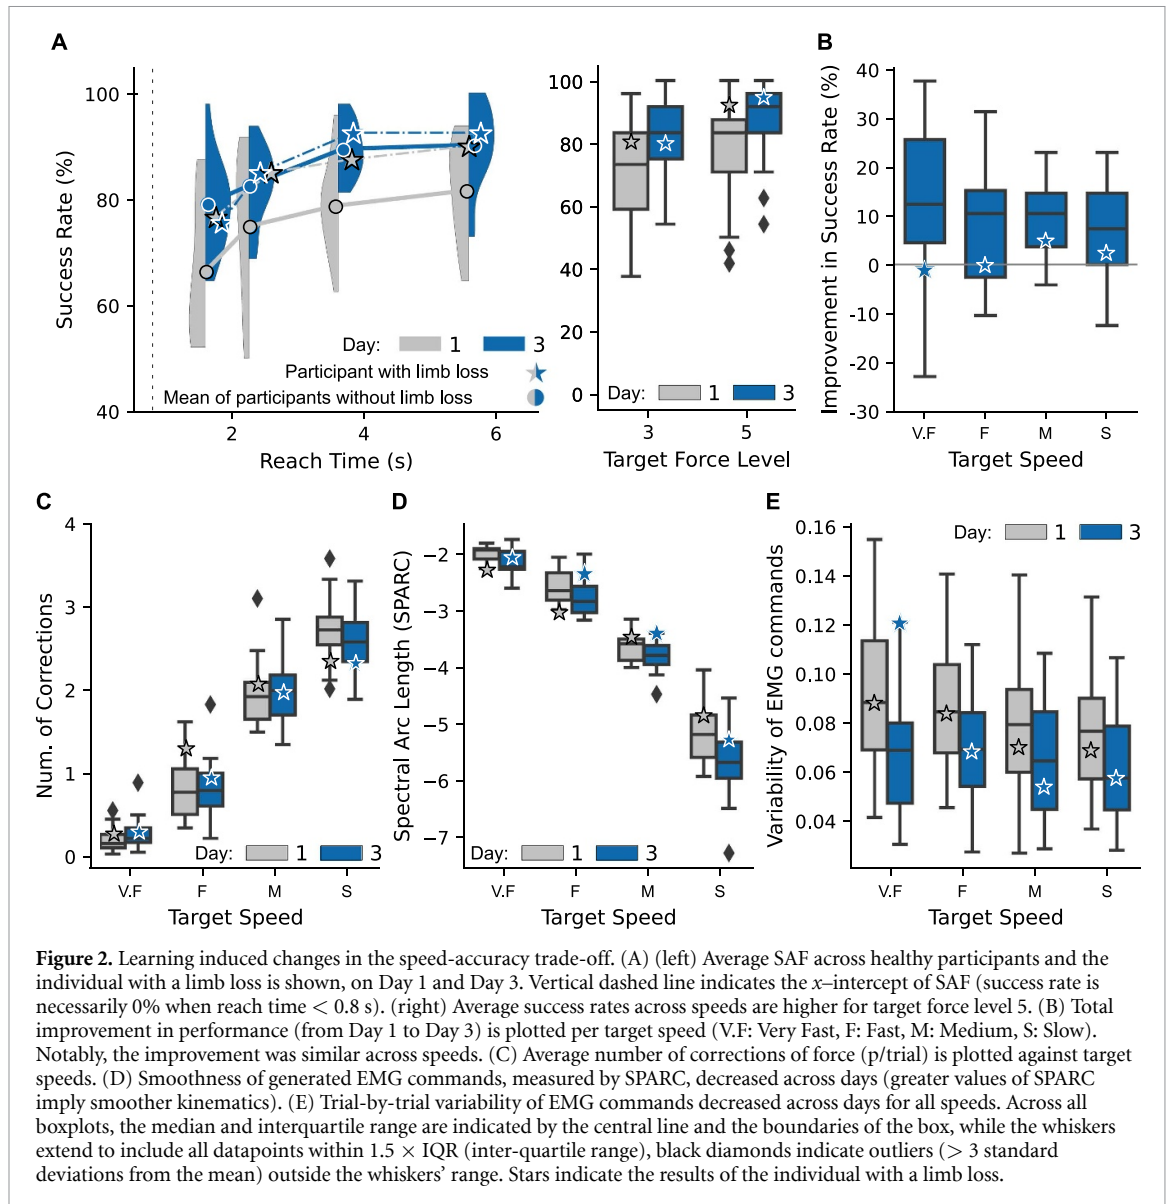 A
B
Success Rate (%)
100
80
60
40
2
4
6
Reach Time (s)
Day: 1 3
Participant with limb loss
Mean of participants without limb loss
100
80
60
40
20
0
Day: 1 3
3
5
Target Force Level
Improvement in Success Rate (%)
40
30
20
10
0
-10
-20
-30
V.F
F
M
S
Target Speed
C
D
E
Num. of Corrections
4
3
2
1
0
Day: 1 3
V.F
F
M
S
Target Speed
Spectral Arc Length (SPARC)
−2
−3
−4
−5
−6
−7
Day: 1 3
V.F
F
M
S
Target Speed
Variability of EMG commands
0.16
0.14
0.12
0.10
0.08
0.06
0.04
Day: 1 3
V.F
F
M
S
Target Speed
Figure 2. Learning induced changes in the speed-accuracy trade-off. (A) (left) Average SAF across healthy participants and the
individual with a limb loss is shown, on Day 1 and Day 3. Vertical dashed line indicates the x–intercept of SAF (success rate is
necessarily 0% when reach time < 0.8 s). (right) Average success rates across speeds are higher for target force level 5. (B) Total
improvement in performance (from Day 1 to Day 3) is plotted per target speed (V.F: Very Fast, F: Fast, M: Medium, S: Slow).
Notably, the improvement was similar across speeds. (C) Average number of corrections of force (p/trial) is plotted against target
speeds. (D) Smoothness of generated EMG commands, measured by SPARC, decreased across days (greater values of SPARC
imply smoother kinematics). (E) Trial-by-trial variability of EMG commands decreased across days for all speeds. Across all
boxplots, the median and interquartile range are indicated by the central line and the boundaries of the box, while the whiskers
extend to include all datapoints within 1.5 × IQR (inter-quartile range), black diamonds indicate outliers (> 3 standard
deviations from the mean) outside the whiskers’ range. Stars indicate the results of the individual with a limb loss.